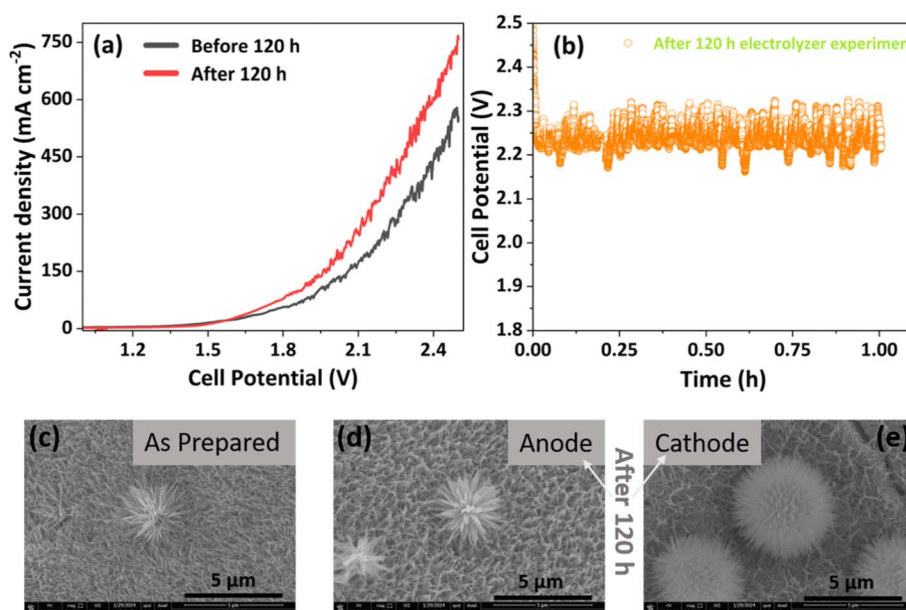 (a)
Before 120 h
After 120 h
Current density (mA cm⁻²)
750
600
450
300
150
0
1.2 1.5 1.8 2.1 2.4
Cell Potential (V)
(b)
After 120 h electrolyzer experimen
Cell Potential (V)
2.5
2.4
2.3
2.2
2.1
2.0
1.9
1.8
0.00 0.25 0.50 0.75 1.00
Time (h)
(c)
As Prepared
5 µm
(d)
Anode
5 µm
After 120 h
Cathode
(e)
5 µm